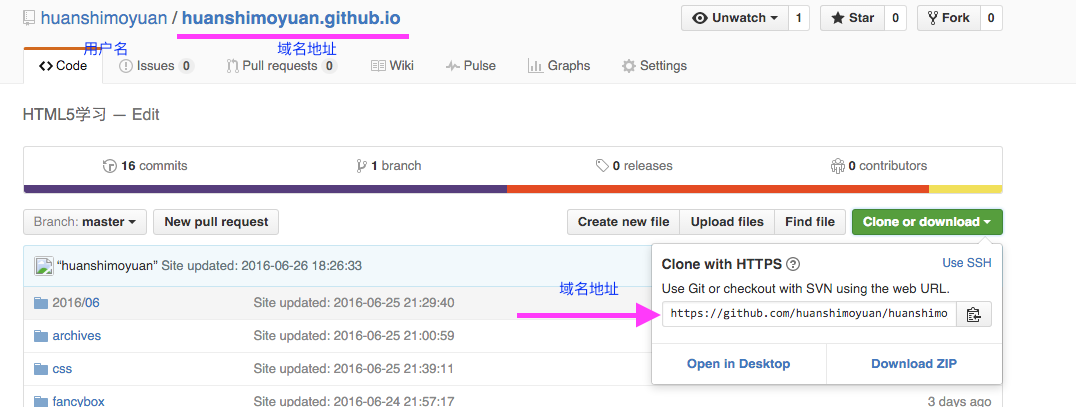 huanshimoyuan / huanshimoyuan.github.io
Unwatch 1 Star 0 Fork 0
用户名 域名地址
Code Issues 0 Pull requests 0 Wiki Pulse Graphs Settings
HTML5学习 — Edit
16 commits 1 branch 0 releases 0 contributors
Branch: master New pull request Create new file Upload files Find file Clone or download
"huanshimoyuan" Site updated: 2016-06-26 18:26:33
Clone with HTTPS Use SSH
Use Git or checkout with SVN using the web URL.
域名地址
https://github.com/huanshimoyuan/huanshimo
Open in Desktop Download ZIP
2016/06 Site updated: 2016-06-25 21:29:40
archives Site updated: 2016-06-25 21:00:59
css Site updated: 2016-06-25 21:39:11
fancybox Site updated: 2016-06-24 21:57:17 3 days ago